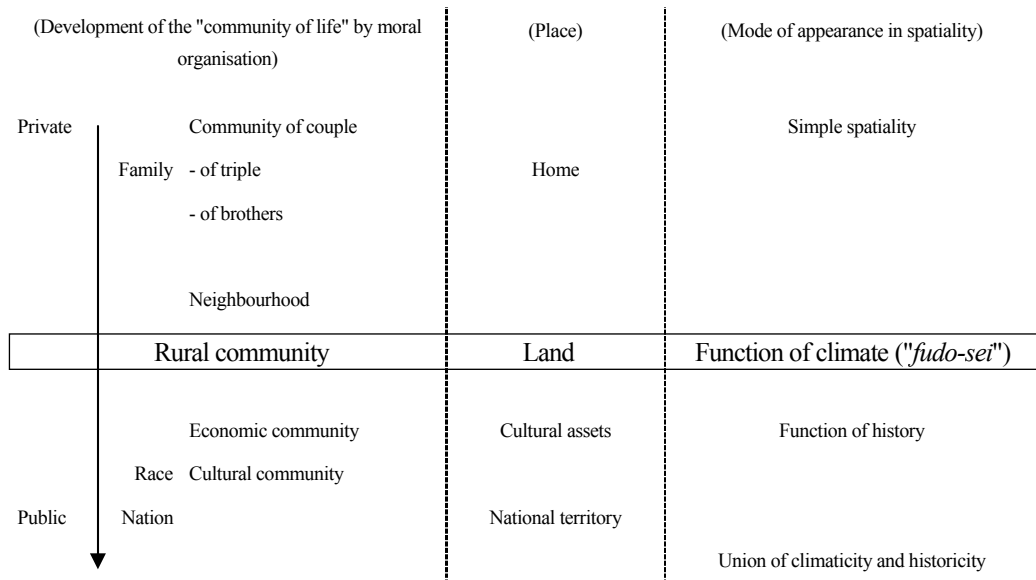 (Development of the "community of life" by moral organisation) (Place) (Mode of appearance in spatiality)
Private Community of couple Simple spatiality
Family - of triple Home
- of brothers
Neighbourhood
Rural community Land Function of climate ("fudo-sei")
Economic community Cultural assets Function of history
Race Cultural community
Public Nation National territory
Union of climaticity and historicity